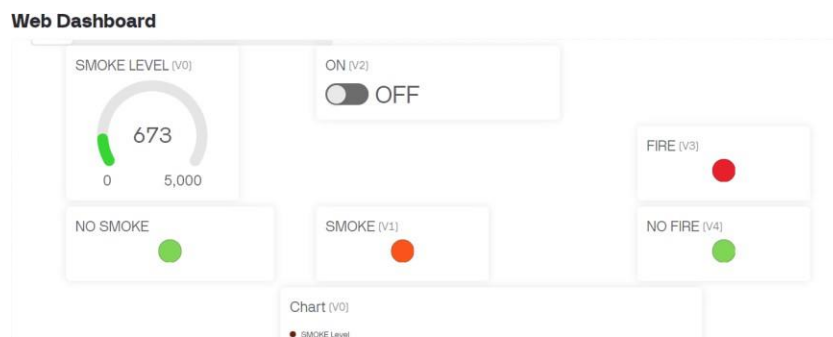 Web Dashboard
SMOKE LEVEL (V0)
673
0 5,000
ON (V2)
OFF
FIRE (V3)
NO SMOKE
SMOKE (V1)
NO FIRE (V4)
Chart (V0)
SMOKE Level